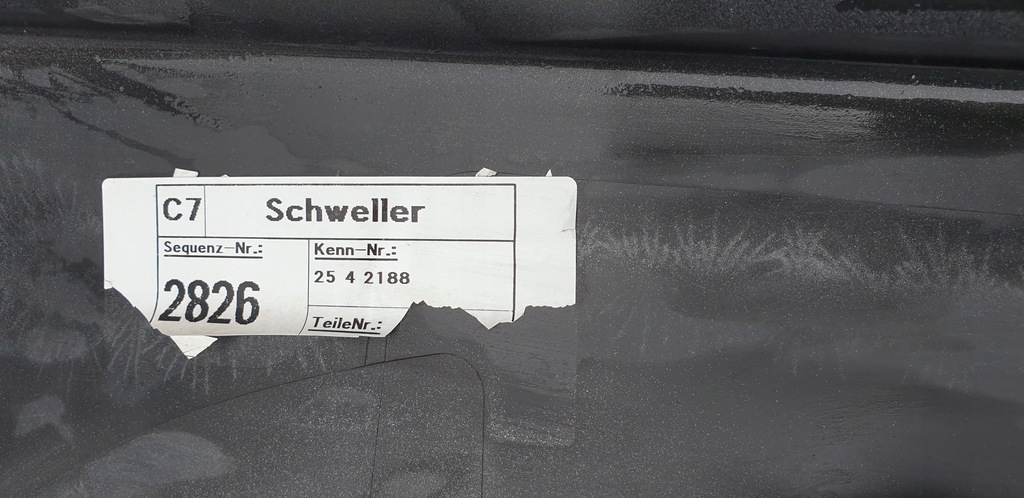 C7 Schweller
Sequenz-Nr.: Kenn-Nr.:
25 4 2188
2826
TeileNr.: